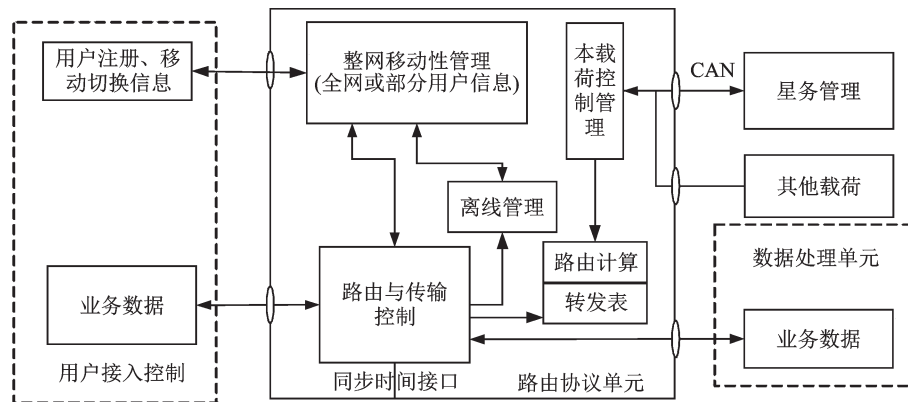 用户注册、移
动切换信息
整网移动性管理
(全网或部分用户信息)
本载
荷控
制管
理
CAN
星务管理
其他载荷
离线管理
数据处理单元
业务数据
路由与传输
控制
路由计算
转发表
业务数据
用户接入控制
同步时间接口
路由协议单元